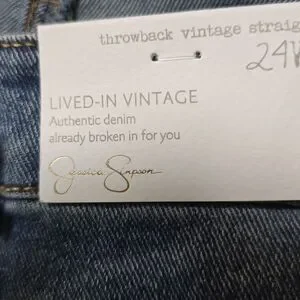 throwback vintage straig
24W
LIVED-IN VINTAGE
Authentic denim
already broken in for you
Jessica Simpson